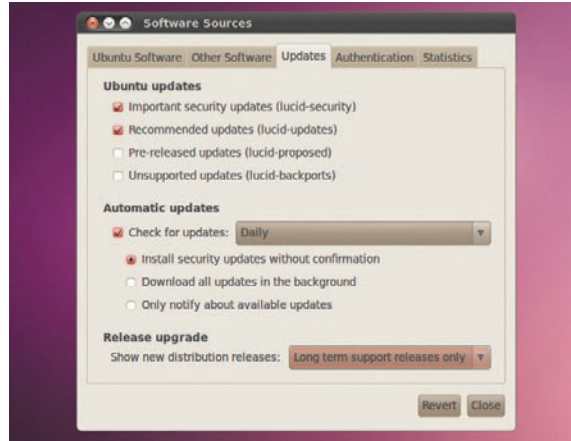 Software Sources
Ubuntu Software Other Software Updates Authentication Statistics
Ubuntu updates
Important security updates (lucid-security)
Recommended updates (lucid-updates)
Pre-released updates (lucid-proposed)
Unsupported updates (lucid-backports)
Automatic updates
Check for updates: Daily
Install security updates without confirmation
Download all updates in the background
Only notify about available updates
Release upgrade
Show new distribution releases: Long term support releases only
Revert Close